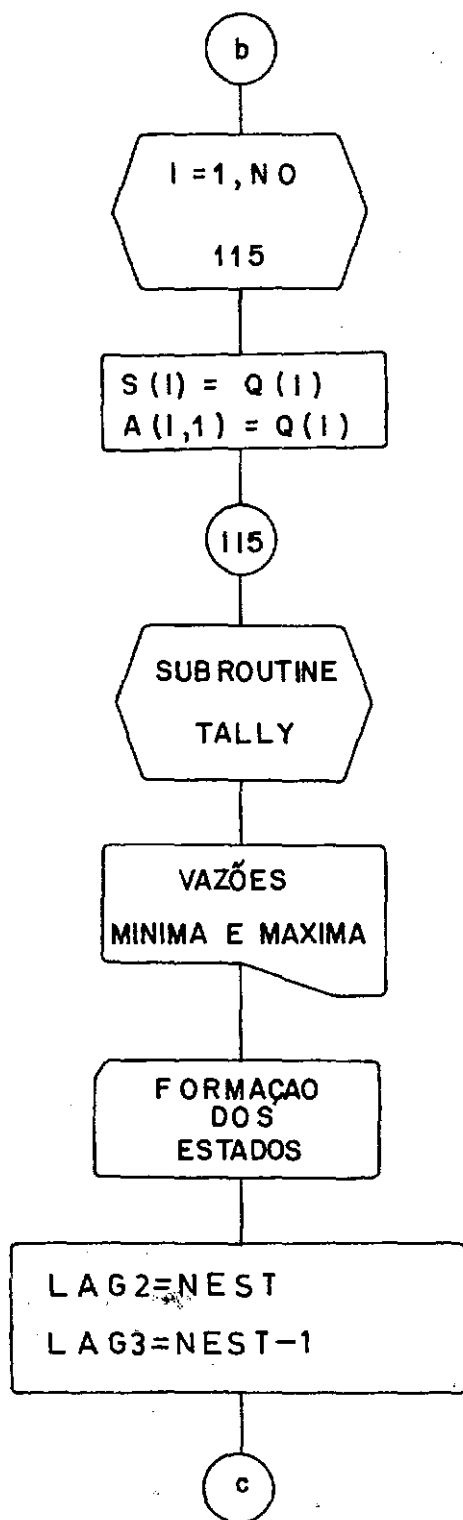 b
I = 1, NO
115
S(I) = Q(I)
A(I,1) = Q(I)
115
SUBROUTINE
TALLY
VAZÕES
MINIMA E MAXIMA
FORMAÇAO
DOS
ESTADOS
LAG2=NEST
LAG3=NEST-1
c